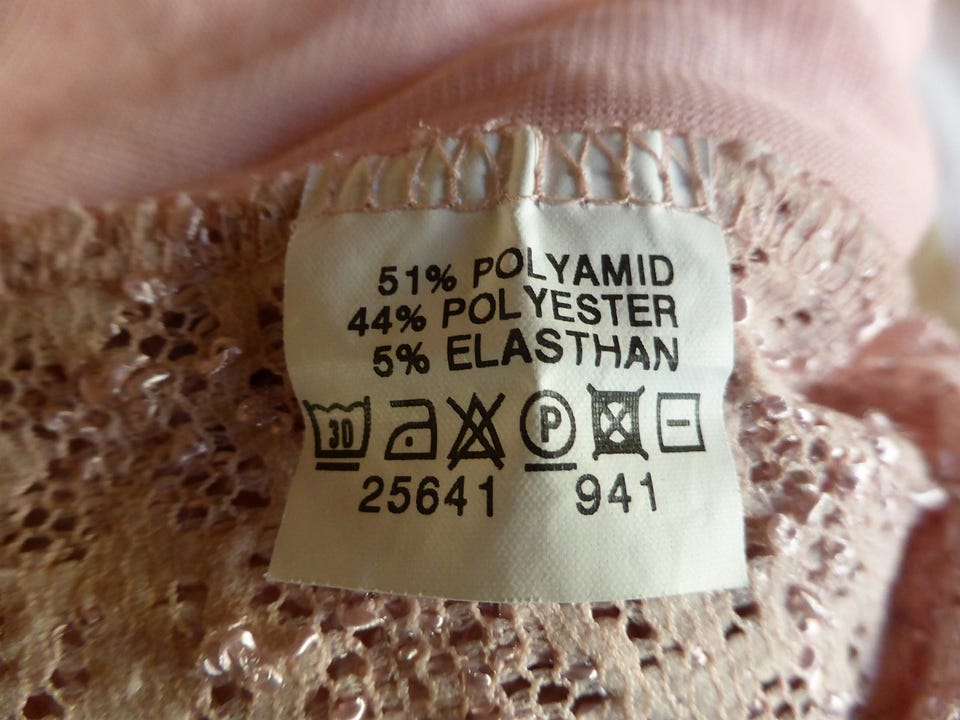 51% POLYAMID
44% POLYESTER
5% ELASTHAN
30 P
25641 941